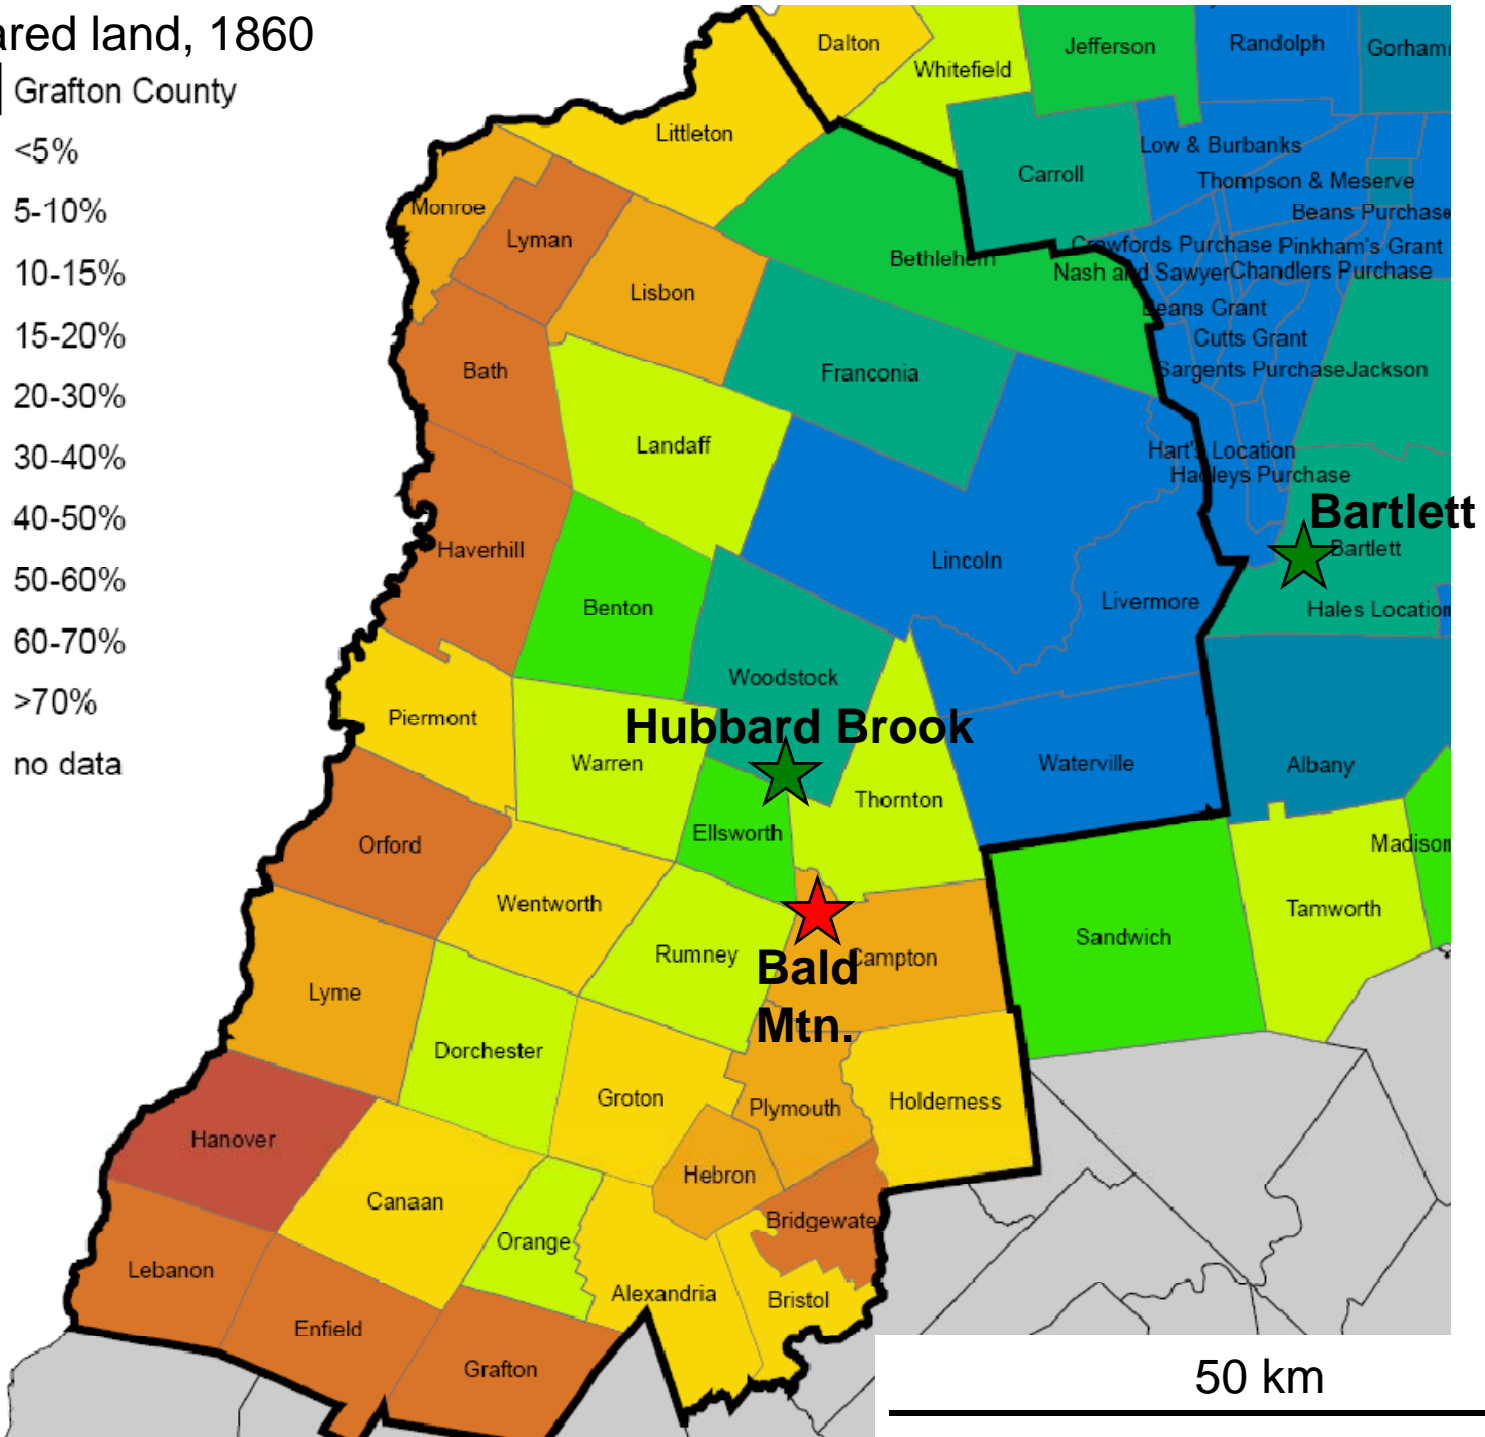 ared land, 1860
Grafton County
<5%
5-10%
10-15%
15-20%
20-30%
30-40%
40-50%
50-60%
60-70%
>70%
no data
Dalton
Whitefield
Jefferson
Randolph
Gorham
Littleton
Carroll
Low & Burbanks
Thompson & Meserve
Beans Purchase
Monroe
Lyman
Bethlehem
Crawfords Purchase
Pinkham's Grant
Nash and Sawyer
Chandlers Purchase
Lisbon
Beans Grant
Cutts Grant
Bath
Franconia
Sargents Purchase
Jackson
Landaff
Hart's Location
Hadleys Purchase
Bartlett
Haverhill
Lincoln
Bartlett
Benton
Livermore
Hales Location
Woodstock
Piermont
Hubbard Brook
Warren
Waterville
Albany
Thornton
Ellsworth
Orford
Madison
Wentworth
Tamworth
Rumney
Bald
Mtn.
Campton
Sandwich
Lyme
Dorchester
Groton
Plymouth
Holderness
Hanover
Hebron
Canaan
Bridgewate
Orange
Lebanon
Alexandria
Bristol
Enfield
Grafton
50 km